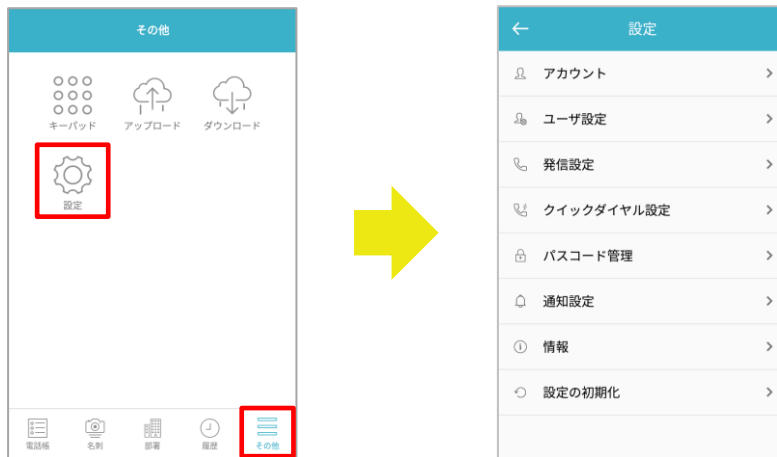 その他
キーパッド アップロード ダウンロード
設定
電話帳 名刺 部署 履歴 その他
設定
アカウント
ユーザ設定
発信設定
クイックダイヤル設定
パスコード管理
通知設定
情報
設定の初期化